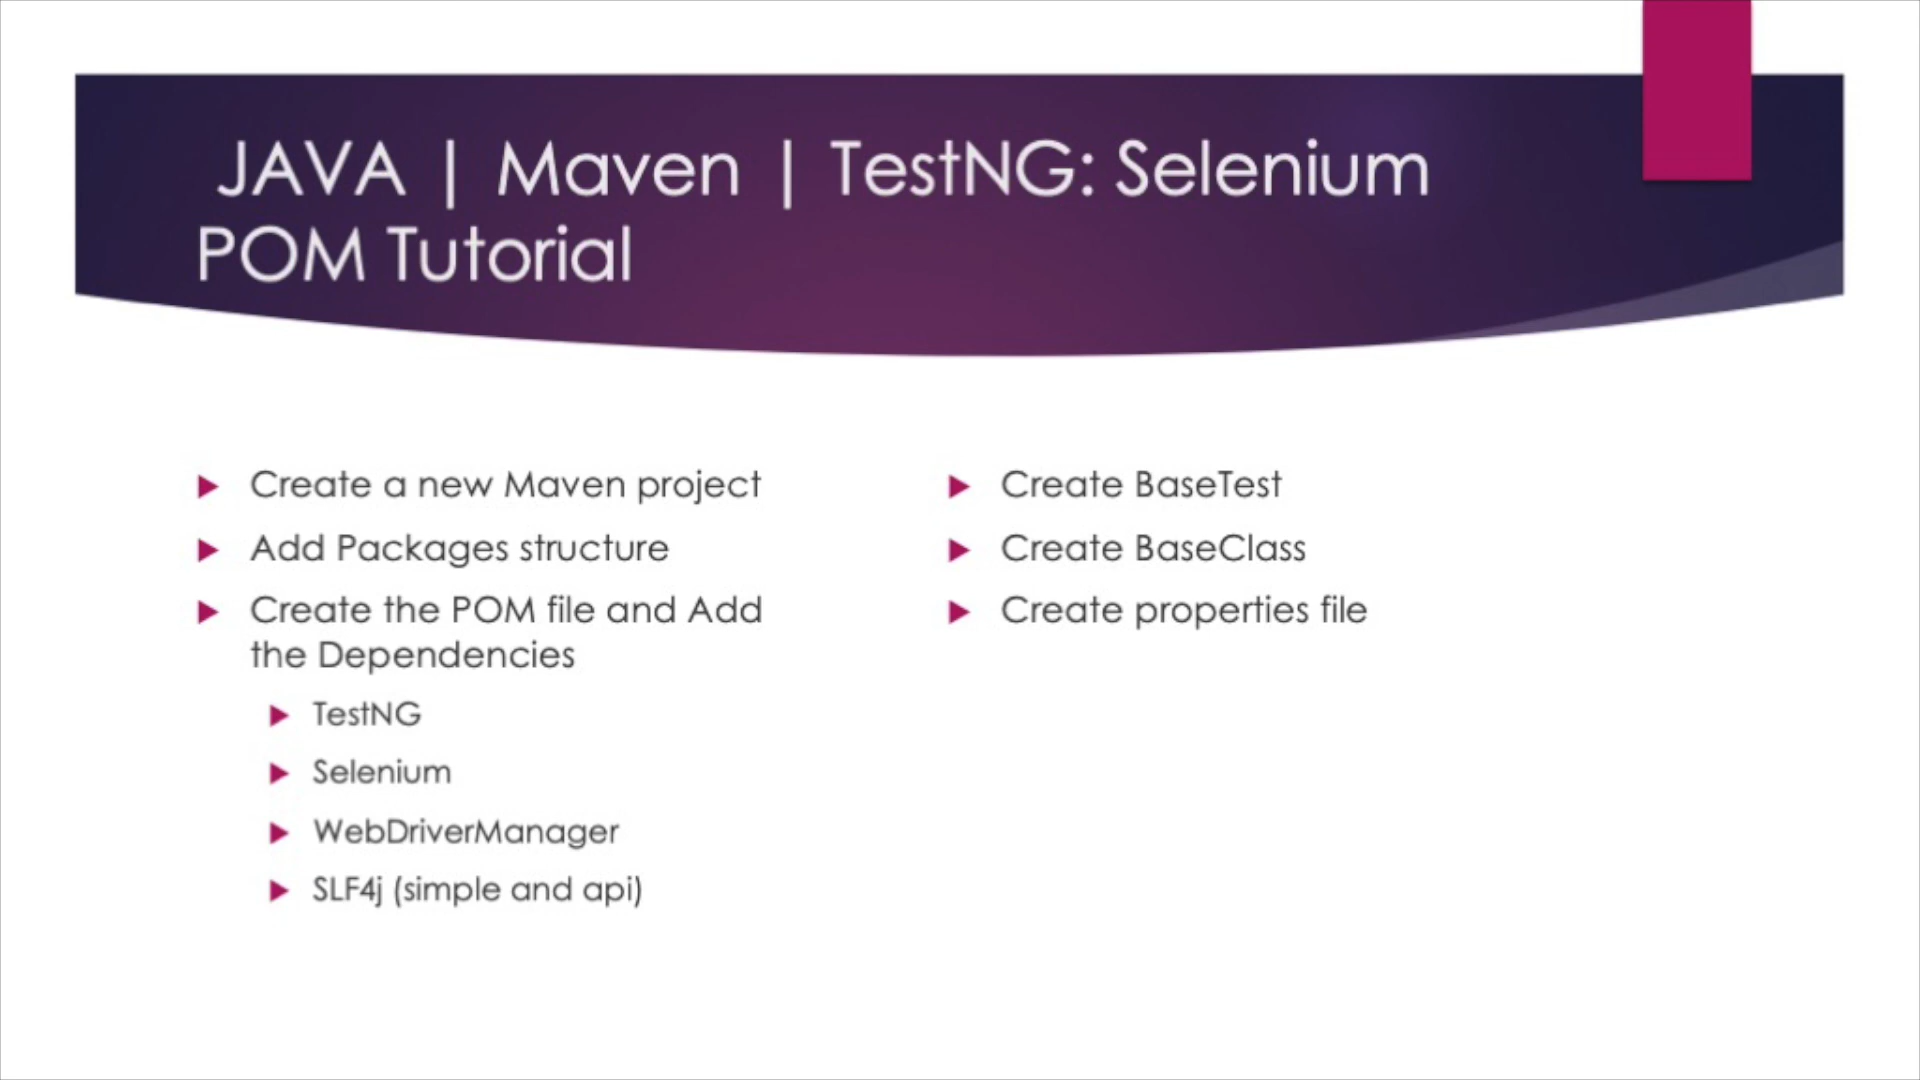 JAVA | Maven | TestNG: Selenium
POM Tutorial
Create a new Maven project
Add Packages structure
Create the POM file and Add
the Dependencies
TestNG
Selenium
WebDriverManager
SLF4j (simple and api)
Create BaseTest
Create BaseClass
Create properties file